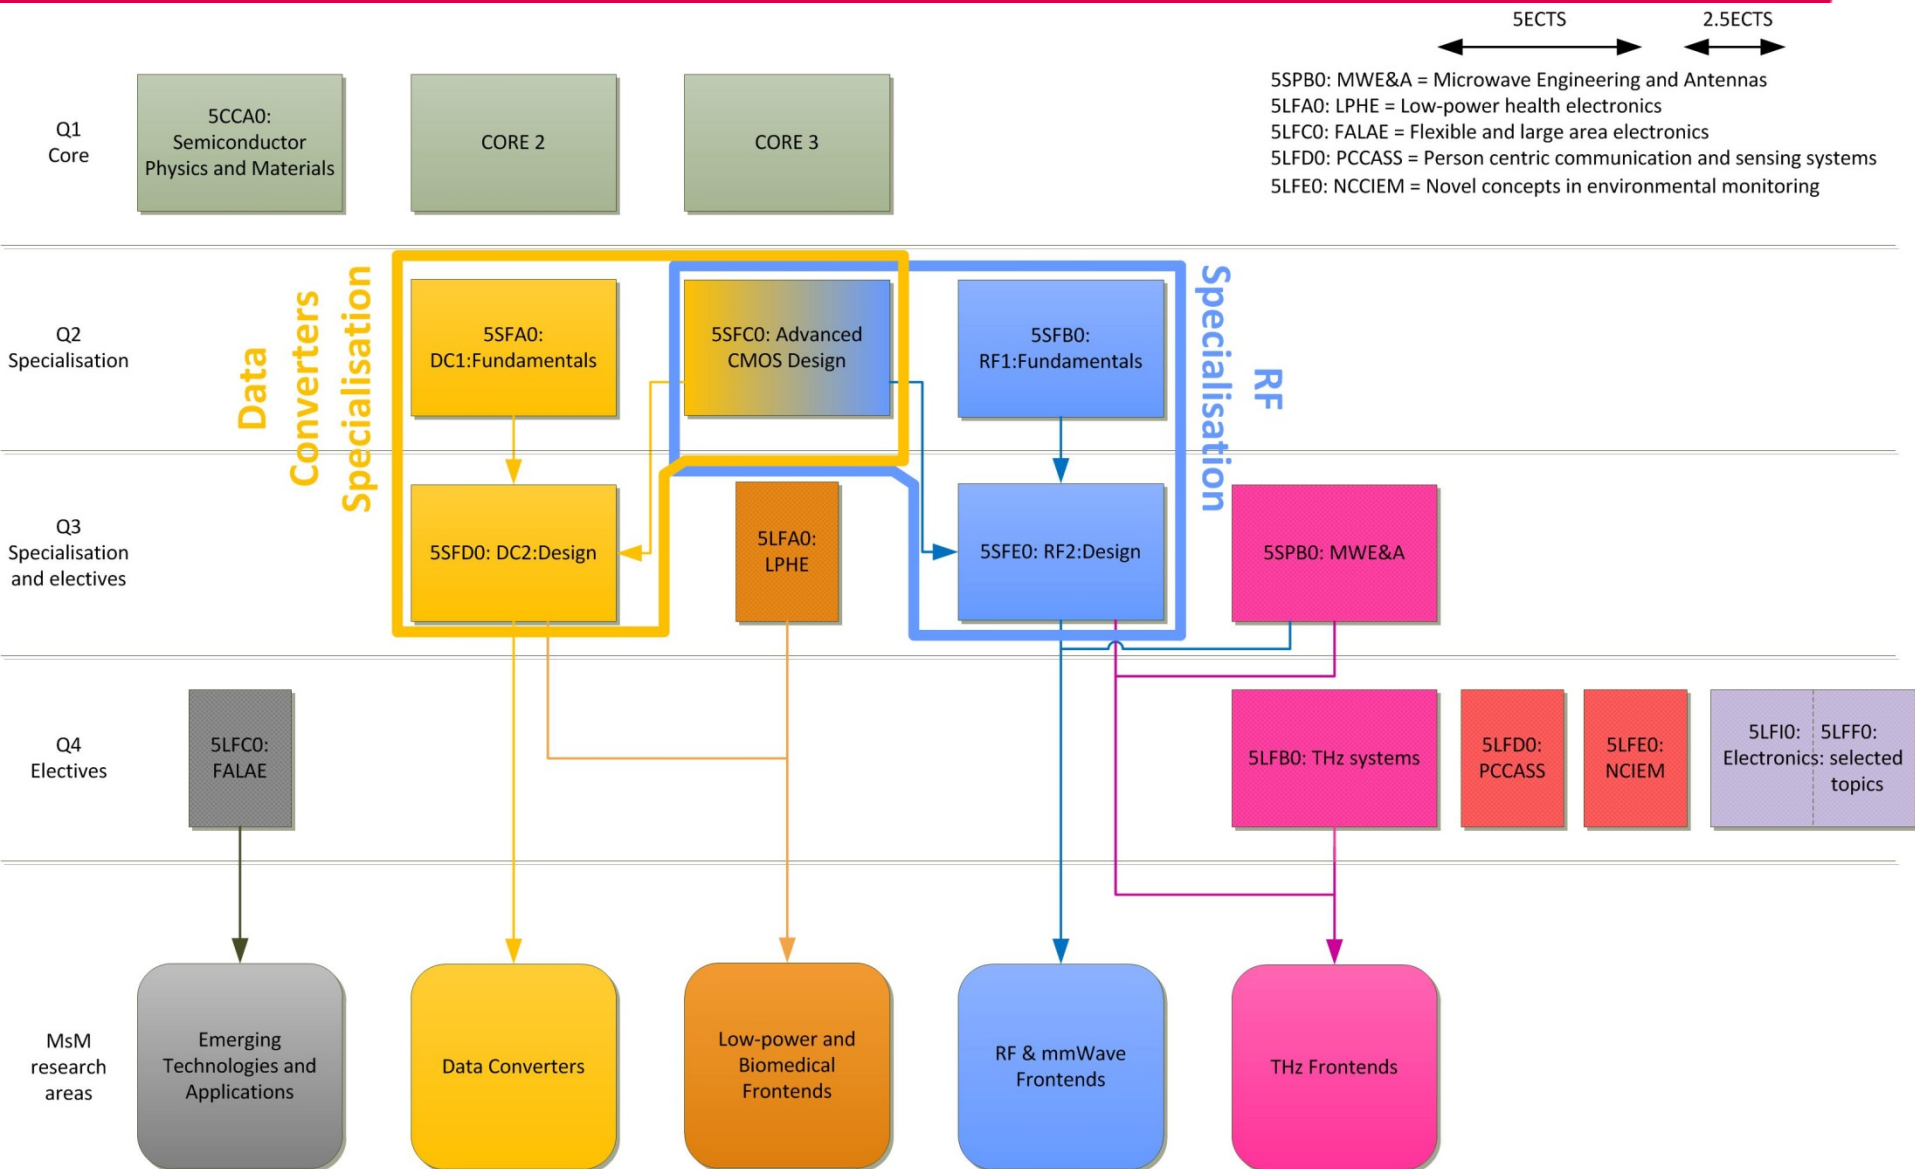 5ECTS
2.5ECTS
5SPB0: MWE&A = Microwave Engineering and Antennas
5LFA0: LPHE = Low-power health electronics
5LFC0: FALAE = Flexible and large area electronics
5LFD0: PCCASS = Person centric communication and sensing systems
5LFE0: NCCIEM = Novel concepts in environmental monitoring
Q1
Core
5CCA0:
Semiconductor
Physics and Materials
CORE 2
CORE 3
Q2
Specialisation
Data
Converters
Specialisation
5SFA0:
DC1:Fundamentals
5SFC0: Advanced
CMOS Design
5SFB0:
RF1:Fundamentals
RF
Specialisation
Q3
Specialisation
and electives
5SFD0: DC2:Design
5LFA0:
LPHE
5SFE0: RF2:Design
5SPB0: MWE&A
Q4
Electives
5LFC0:
FALAE
5LFB0: THz systems
5LFD0:
PCCASS
5LFE0:
NCIEM
5LFI0: 5LFF0:
Electronics: selected
topics
MsM
research
areas
Emerging
Technologies and
Applications
Data Converters
Low-power and
Biomedical
Frontends
RF & mmWave
Frontends
THz Frontends